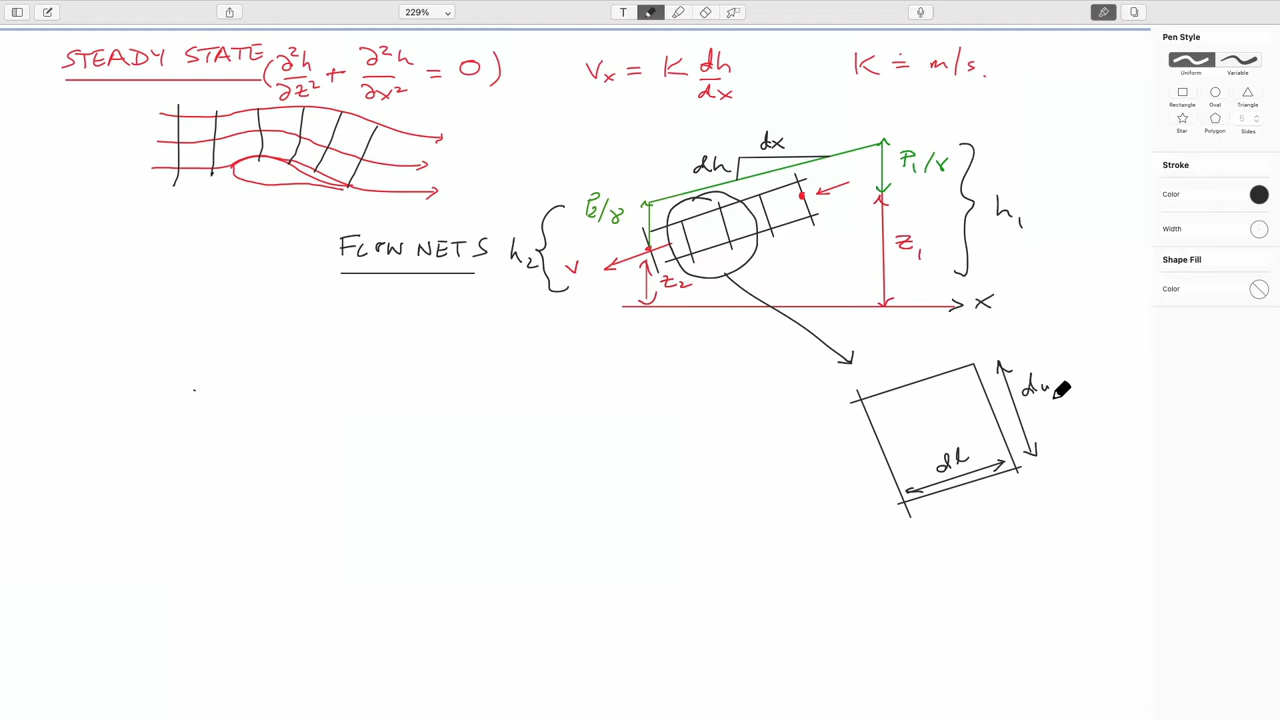 229%
T
STEADY STATE (∂²h/∂z² + ∂²h/∂x² = 0)
Vx = K dh/dx
K ≐ m/s.
dx
dh
P1/γ
P2/γ
h1
z1
FLOW NETS
h2
V
z2
x
dw
dl
Pen Style
Uniform
Variable
Rectangle
Oval
Triangle
Star
Polygon
5
Sides
Stroke
Color
Width
Shape Fill
Color